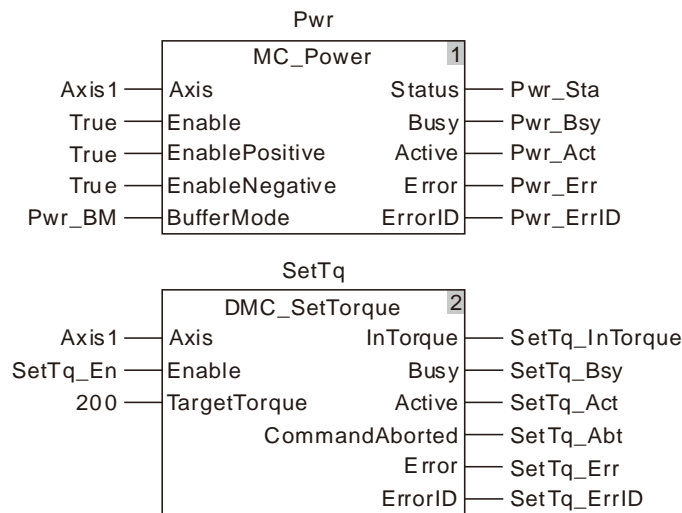 Pwr
MC_Power 1
Axis1 Axis Status Pwr_Sta
True Enable Busy Pwr_Bsy
True EnablePositive Active Pwr_Act
True EnableNegative Error Pwr_Err
Pwr_BM BufferMode ErrorID Pwr_ErrID
SetTq
DMC_SetTorque 2
Axis1 Axis InTorque SetTq_InTorque
SetTq_En Enable Busy SetTq_Bsy
200 TargetTorque Active SetTq_Act
CommandAborted SetTq_Abt
Error SetTq_Err
ErrorID SetTq_ErrID